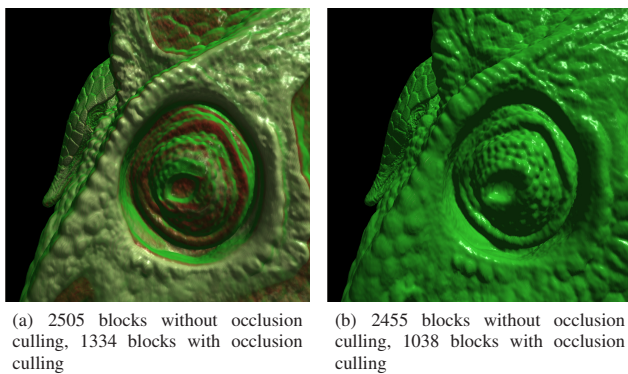 (a) 2505 blocks without occlusion
culling, 1334 blocks with occlusion
culling
(b) 2455 blocks without occlusion
culling, 1038 blocks with occlusion
culling